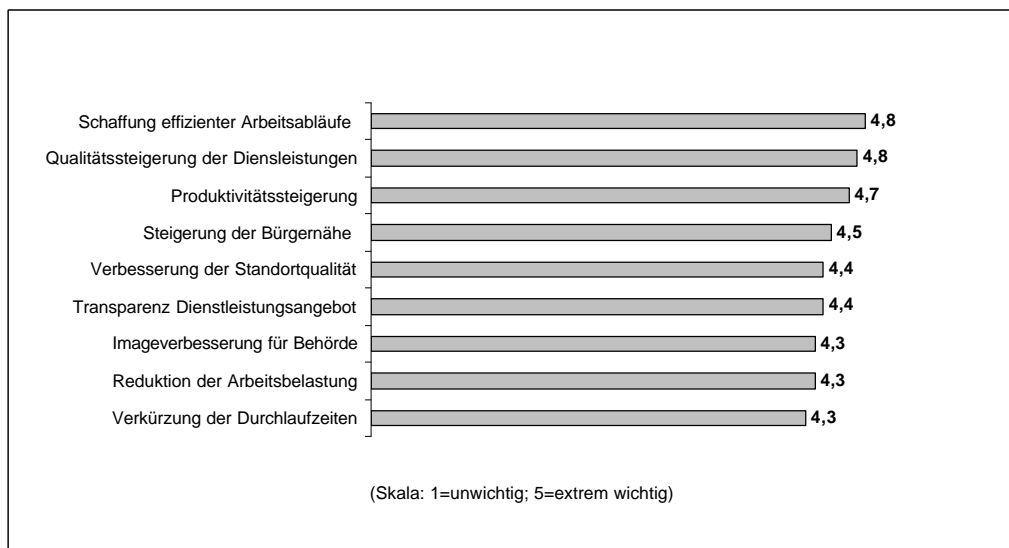 Schaffung effizienter Arbeitsabläufe 4,8
Qualitätssteigerung der Diensleistungen 4,8
Produktivitätssteigerung 4,7
Steigerung der Bürgernähe 4,5
Verbesserung der Standortqualität 4,4
Transparenz Dienstleistungsangebot 4,4
Imageverbesserung für Behörde 4,3
Reduktion der Arbeitsbelastung 4,3
Verkürzung der Durchlaufzeiten 4,3
(Skala: 1=unwichtig; 5=extrem wichtig)